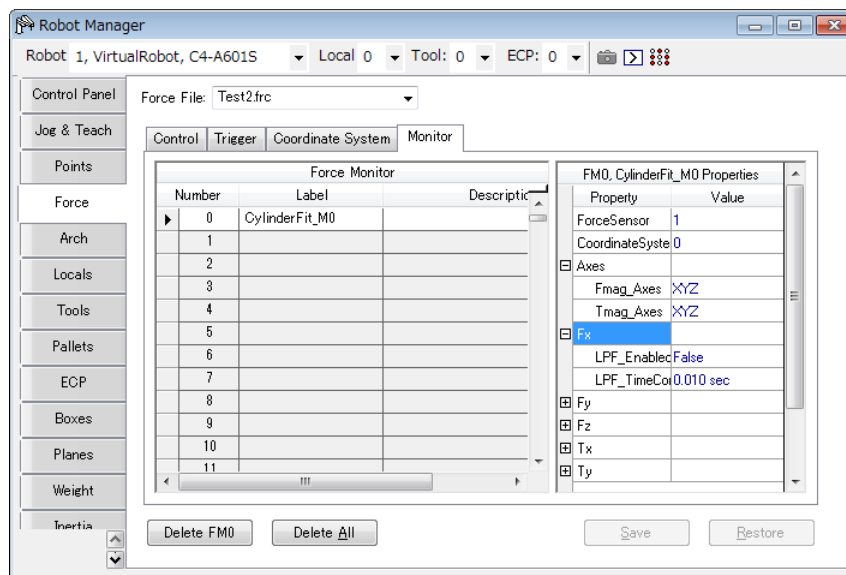 Robot Manager
Robot 1, VirtualRobot, C4-A601S Local 0 Tool: 0 ECP: 0
Control Panel
Jog & Teach
Points
Force
Arch
Locals
Tools
Pallets
ECP
Boxes
Planes
Weight
Inertia
Force File: Test2.frc
Control Trigger Coordinate System Monitor
Force Monitor
Number Label Descriptic
0 CylinderFit_M0
1
2
3
4
5
6
7
8
9
10
11
FM0, CylinderFit_M0 Properties
Property Value
ForceSensor 1
CoordinateSyste 0
Axes
Fmag_Axes XYZ
Tmag_Axes XYZ
Fx
LPF_Enabled False
LPF_TimeCon 0.010 sec
Fy
Fz
Tx
Ty
Delete FM0 Delete All Save Restore